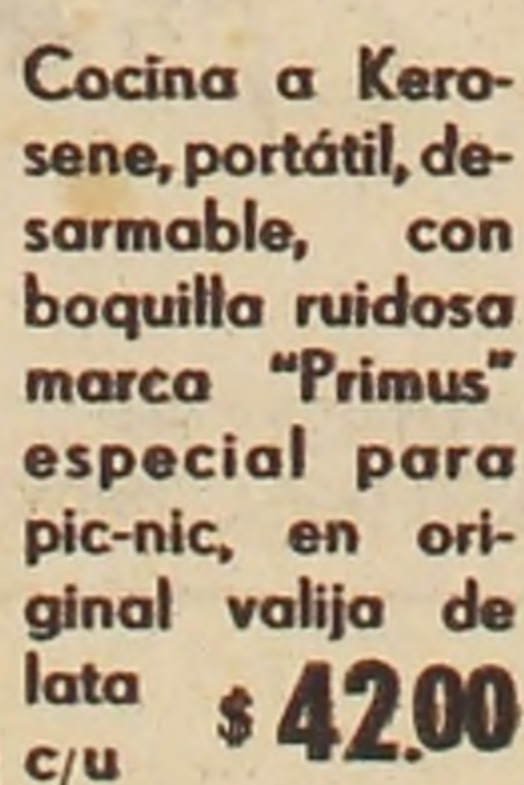 Cocina a Kero-
sene, portátil, de-
sarmable, con
boquilla ruidosa
marca "Primus"
especial para
pic-nic, en ori-
ginal valija de
lata
$ 42.00
c/u